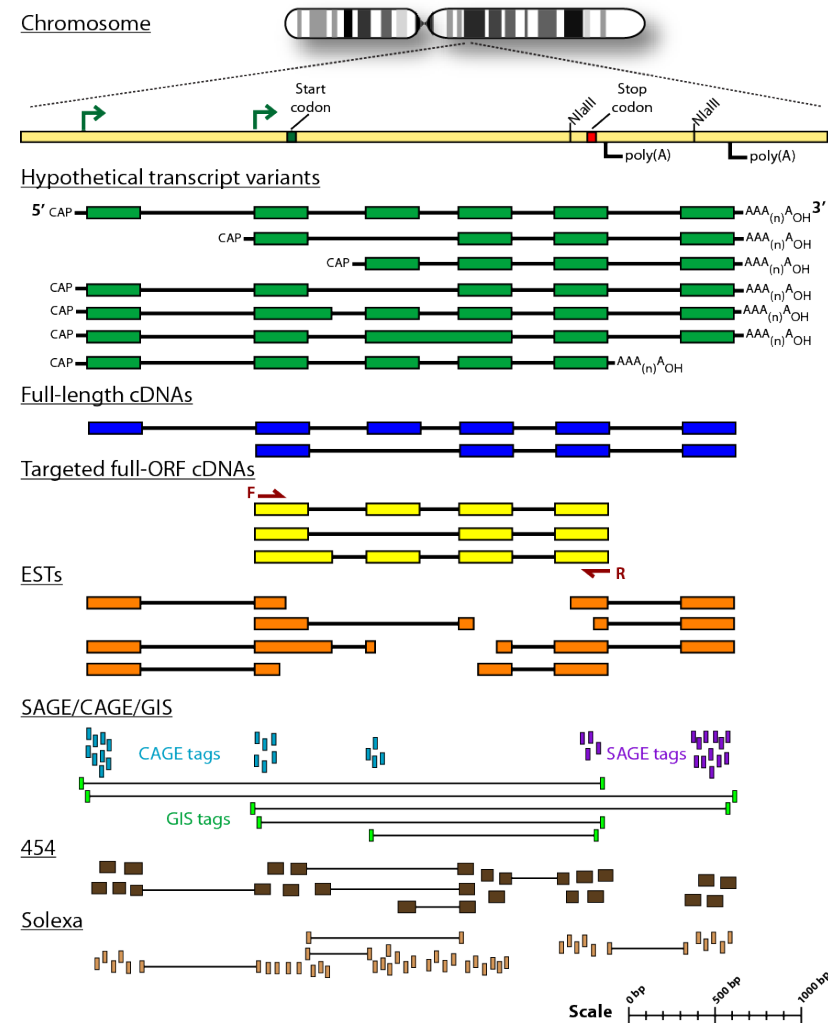 Chromosome
Start codon
NlaIII
Stop codon
NlaIII
poly(A)
poly(A)
Hypothetical transcript variants
5’ CAP AAA(n)AOH 3’
CAP AAA(n)AOH
CAP AAA(n)AOH
CAP AAA(n)AOH
CAP AAA(n)AOH
CAP AAA(n)AOH
CAP AAA(n)AOH
Full-length cDNAs
Targeted full-ORF cDNAs
F
R
ESTs
SAGE/CAGE/GIS
CAGE tags
SAGE tags
GIS tags
454
Solexa
Scale
0 bp
500 bp
1000 bp